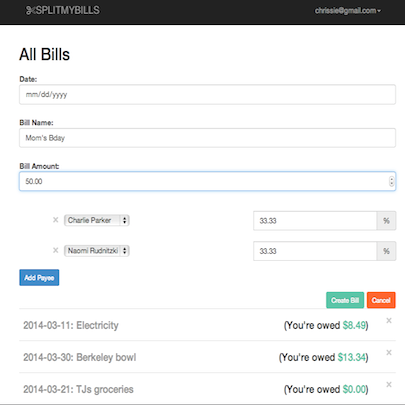 SPLITMYBILLS chrissie@gmail.com
All Bills
Date:
mm/dd/yyyy
Bill Name:
Mom's Bday
Bill Amount:
50.00
x Charlie Parker 33.33 %
x Naomi Rudnitzki 33.33 %
Add Payee
Create Bill Cancel
2014-03-11: Electricity (You're owed $8.49) x
2014-03-30: Berkeley bowl (You're owed $13.34) x
2014-03-21: TJs groceries (You're owed $0.00) x